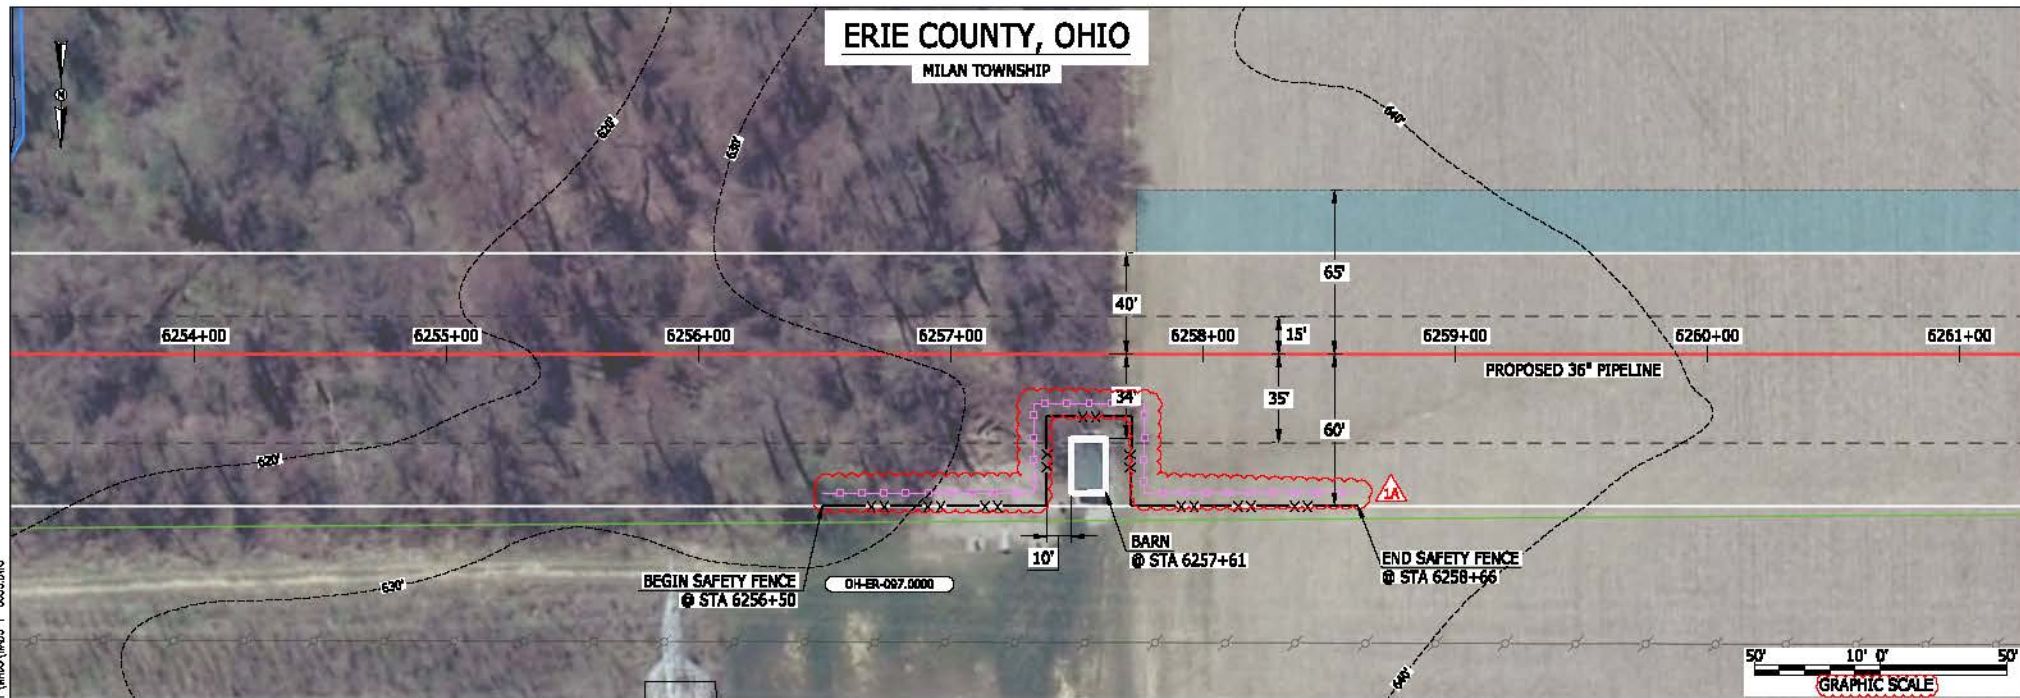 ERIE COUNTY, OHIO
MILAN TOWNSHIP
620'
630'
640'
65'
40'
6254+00
6255+00
6256+00
6257+00
6258+00
15'
6259+00
6260+00
6261+00
PROPOSED 36" PIPELINE
34'
35'
60'
620'
1A
10'
BARN
@ STA 6257+61
END SAFETY FENCE
@ STA 6258+66
BEGIN SAFETY FENCE
@ STA 6256+50
OH-ER-097.0000
630'
640'
50' 10' 0' 50'
GRAPHIC SCALE